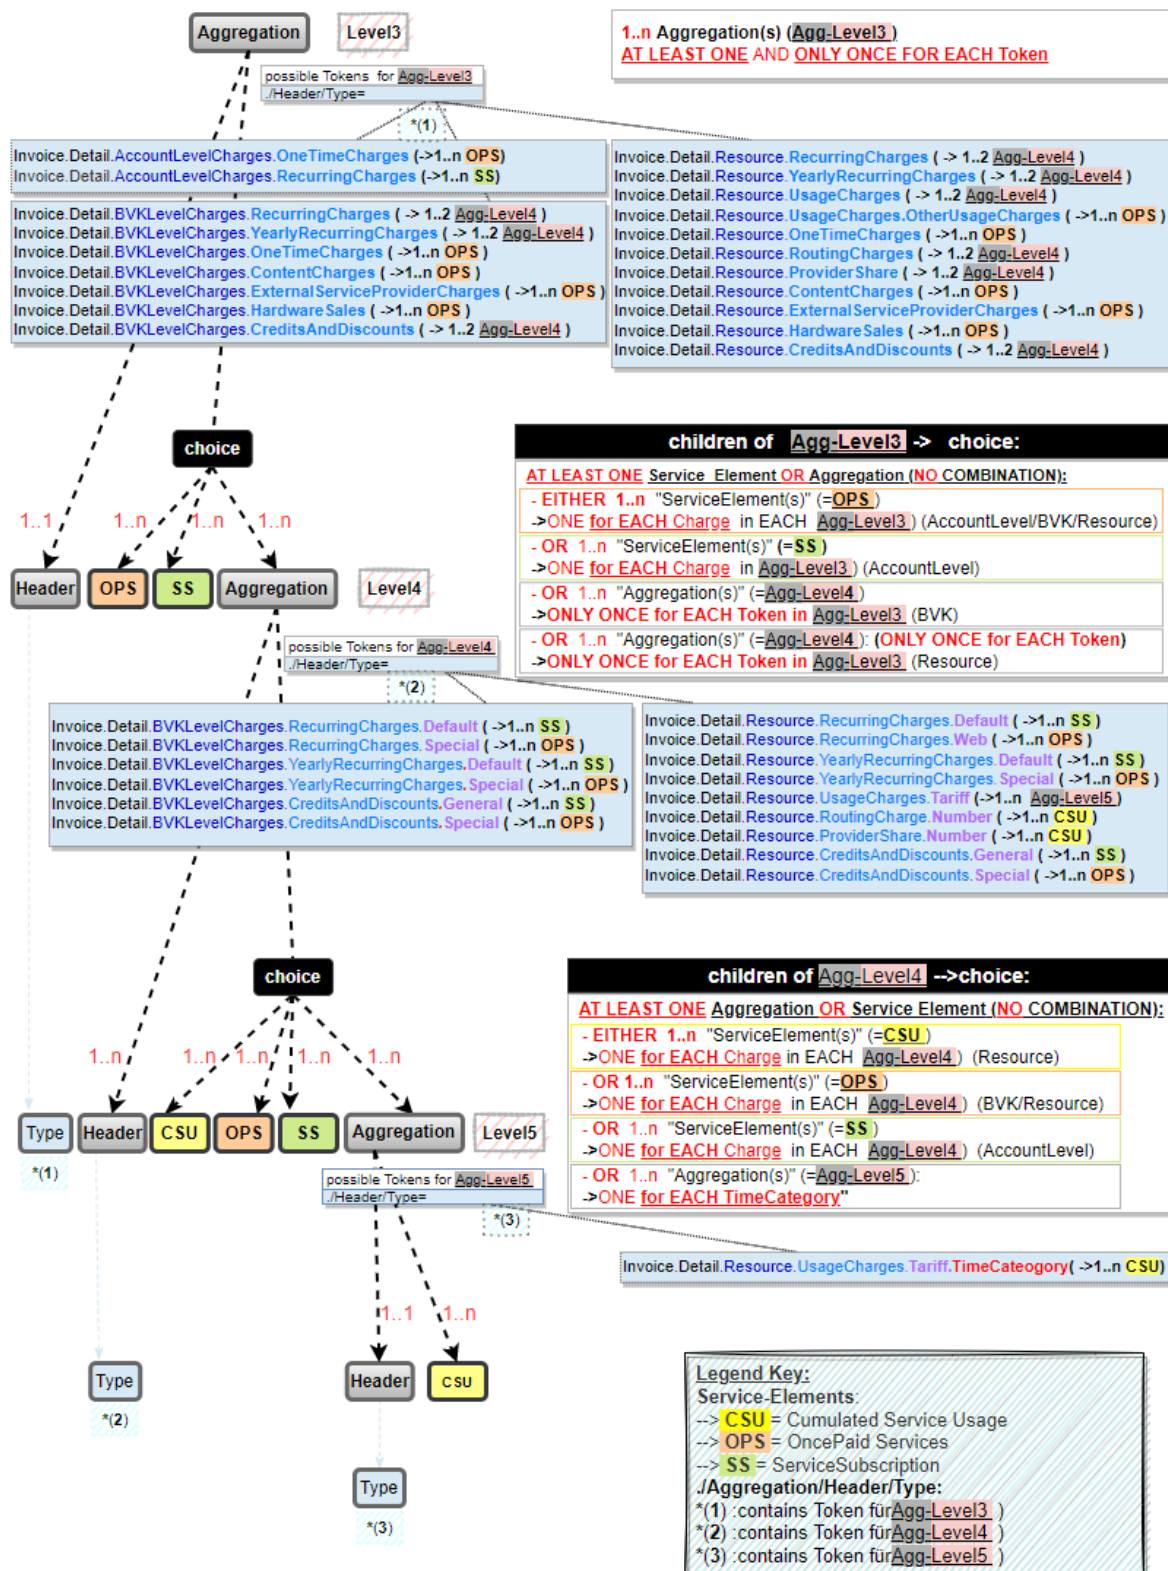 Aggregation
Level3
1..n Aggregation(s) (Agg-Level3 )
AT LEAST ONE AND ONLY ONCE FOR EACH Token
possible Tokens for Agg-Level3
./Header/Type=
*(1)
Invoice.Detail.AccountLevelCharges.OneTimeCharges (->1..n OPS)
Invoice.Detail.AccountLevelCharges.RecurringCharges (->1..n SS)
Invoice.Detail.BVKLevelCharges.RecurringCharges ( -> 1..2 Agg-Level4 )
Invoice.Detail.BVKLevelCharges.YearlyRecurringCharges ( -> 1..2 Agg-Level4 )
Invoice.Detail.BVKLevelCharges.OneTimeCharges ( ->1..n OPS )
Invoice.Detail.BVKLevelCharges.ContentCharges ( ->1..n OPS )
Invoice.Detail.BVKLevelCharges.ExternalServiceProviderCharges ( ->1..n OPS )
Invoice.Detail.BVKLevelCharges.HardwareSales ( ->1..n OPS )
Invoice.Detail.BVKLevelCharges.CreditsAndDiscounts ( -> 1..2 Agg-Level4 )
Invoice.Detail.Resource.RecurringCharges ( -> 1..2 Agg-Level4 )
Invoice.Detail.Resource.YearlyRecurringCharges ( -> 1..2 Agg-Level4 )
Invoice.Detail.Resource.UsageCharges ( -> 1..2 Agg-Level4 )
Invoice.Detail.Resource.UsageCharges.OtherUsageCharges ( ->1..n OPS )
Invoice.Detail.Resource.OneTimeCharges ( ->1..n OPS )
Invoice.Detail.Resource.RoutingCharges ( -> 1..2 Agg-Level4 )
Invoice.Detail.Resource.ProviderShare ( -> 1..2 Agg-Level4 )
Invoice.Detail.Resource.ContentCharges ( ->1..n OPS )
Invoice.Detail.Resource.ExternalServiceProviderCharges ( ->1..n OPS )
Invoice.Detail.Resource.HardwareSales ( ->1..n OPS )
Invoice.Detail.Resource.CreditsAndDiscounts ( -> 1..2 Agg-Level4 )
choice
1..1
1..n
1..n
1..n
Header
OPS
SS
Aggregation
Level4
children of Agg-Level3 -> choice:
AT LEAST ONE Service Element OR Aggregation (NO COMBINATION):
- EITHER 1..n "ServiceElement(s)" (=OPS )
->ONE for EACH Charge in EACH Agg-Level3 ) (AccountLevel/BVK/Resource)
- OR 1..n "ServiceElement(s)" (=SS )
->ONE for EACH Charge in Agg-Level3 ) (AccountLevel)
- OR 1..n "Aggregation(s)" (=Agg-Level4 )
->ONLY ONCE for EACH Token in Agg-Level3 (BVK)
- OR 1..n "Aggregation(s)" (=Agg-Level4 ): (ONLY ONCE for EACH Token)
->ONLY ONCE for EACH Token in Agg-Level3 (Resource)
possible Tokens for Agg-Level4
./Header/Type=
*(2)
Invoice.Detail.BVKLevelCharges.RecurringCharges.Default ( ->1..n SS )
Invoice.Detail.BVKLevelCharges.RecurringCharges.Special ( ->1..n OPS )
Invoice.Detail.BVKLevelCharges.YearlyRecurringCharges.Default ( ->1..n SS )
Invoice.Detail.BVKLevelCharges.YearlyRecurringCharges.Special ( ->1..n OPS )
Invoice.Detail.BVKLevelCharges.CreditsAndDiscounts.General ( ->1..n SS )
Invoice.Detail.BVKLevelCharges.CreditsAndDiscounts.Special ( ->1..n OPS )
Invoice.Detail.Resource.RecurringCharges.Default ( ->1..n SS )
Invoice.Detail.Resource.RecurringCharges.Web ( ->1..n OPS )
Invoice.Detail.Resource.YearlyRecurringCharges.Default ( ->1..n SS )
Invoice.Detail.Resource.YearlyRecurringCharges.Special ( ->1..n OPS )
Invoice.Detail.Resource.UsageCharges.Tariff (->1..n Agg-Level5 )
Invoice.Detail.Resource.RoutingCharge.Number ( ->1..n CSU )
Invoice.Detail.Resource.ProviderShare.Number ( ->1..n CSU )
Invoice.Detail.Resource.CreditsAndDiscounts.General ( ->1..n SS )
Invoice.Detail.Resource.CreditsAndDiscounts.Special ( ->1..n OPS )
choice
1..n
1..n
1..n
1..n
1..n
Type
*(1)
Header
CSU
OPS
SS
Aggregation
Level5
children of Agg-Level4 -->choice:
AT LEAST ONE Aggregation OR Service Element (NO COMBINATION):
- EITHER 1..n "ServiceElement(s)" (=CSU )
->ONE for EACH Charge in EACH Agg-Level4 ) (Resource)
- OR 1..n "ServiceElement(s)" (=OPS )
->ONE for EACH Charge in EACH Agg-Level4 ) (BVK/Resource)
- OR 1..n "ServiceElement(s)" (=SS )
->ONE for EACH Charge in EACH Agg-Level4 ) (AccountLevel)
- OR 1..n "Aggregation(s)" (=Agg-Level5 ):
->ONE for EACH TimeCategory"
possible Tokens for Agg-Level5
./Header/Type=
*(3)
Invoice.Detail.Resource.UsageCharges.Tariff.TimeCateogory( ->1..n CSU)
1..1
1..n
Type
*(2)
Header
CSU
Type
*(3)
Legend Key:
Service-Elements:
--> CSU = Cumulated Service Usage
--> OPS = OncePaid Services
--> SS = ServiceSubscription
./Aggregation/Header/Type:
*(1) :contains Token für Agg-Level3 )
*(2) :contains Token für Agg-Level4 )
*(3) :contains Token für Agg-Level5 )